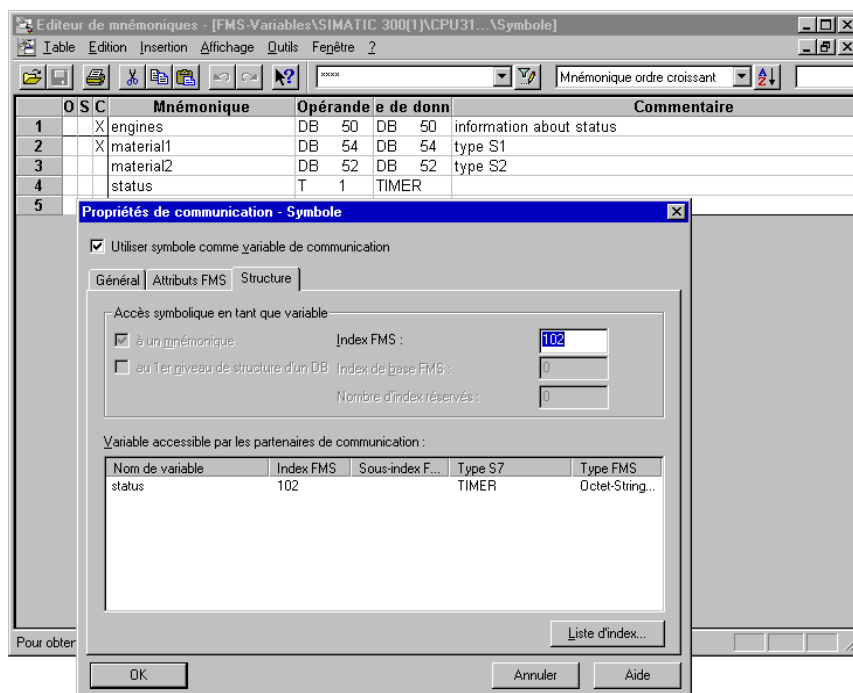 Editeur de mnémoniques - [FMS-Variables\SIMATIC 300(1)\CPU31...\Symbole]
Table Edition Insertion Affichage Outils Fenêtre ?
**** Mnémonique ordre croissant
O S C Mnémonique Opérande e de donn Commentaire
1 X engines DB 50 DB 50 information about status
2 X material1 DB 54 DB 54 type S1
3 material2 DB 52 DB 52 type S2
4 status T 1 TIMER
5
Propriétés de communication - Symbole
Utiliser symbole comme variable de communication
Général Attributs FMS Structure
Accès symbolique en tant que variable
à un mnémonique Index FMS : 102
au 1er niveau de structure d'un DB Index de base FMS : 0
Nombre d'index réservés : 0
Variable accessible par les partenaires de communication :
Nom de variable Index FMS Sous-index F... Type S7 Type FMS
status 102 TIMER Octet-String...
Liste d'index...
Pour obter
OK Annuler Aide